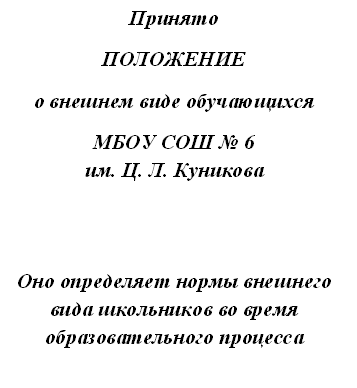 Принято
ПОЛОЖЕНИЕ
о внешнем виде обучающихся
МБОУ СОШ № 6
им. Ц. Л. Куникова
Оно определяет нормы внешнего
вида школьников во время
образовательного процесса